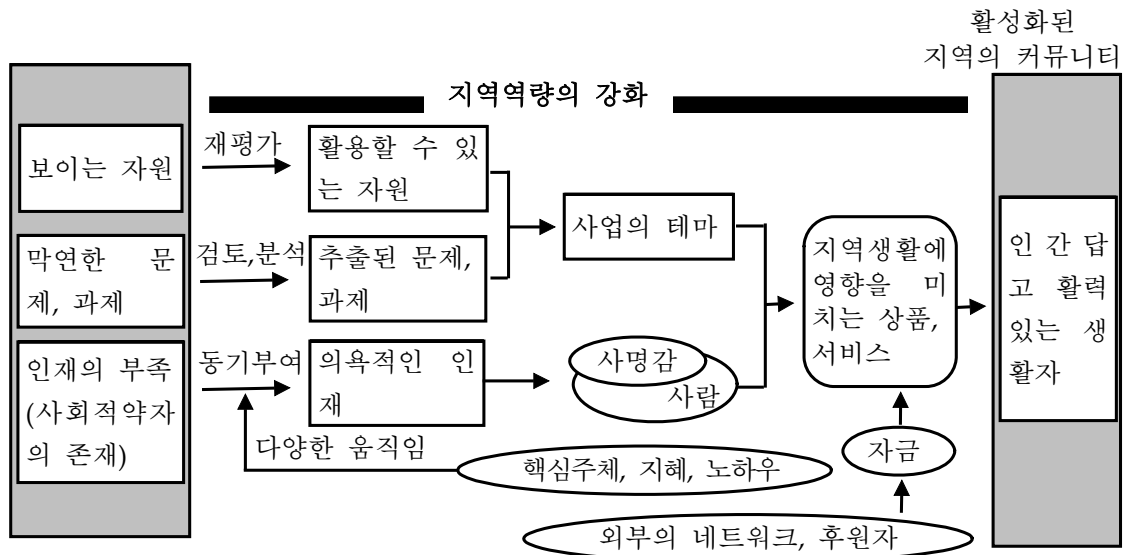 활성화된
지역의 커뮤니티
지역역량의 강화
보이는 자원
재평가
활용할 수 있
는 자원
막연한 문
제, 과제
검토,분석
추출된 문제,
과제
사업의 테마
인재의 부족
(사회적약자
의 존재)
동기부여
의욕적인 인
재
사명감
사람
다양한 움직임
핵심주체, 지혜, 노하우
지역생활에
영향을 미
치는 상품,
서비스
자금
외부의 네트워크, 후원자
인 간 답
고 활력
있는 생
활자